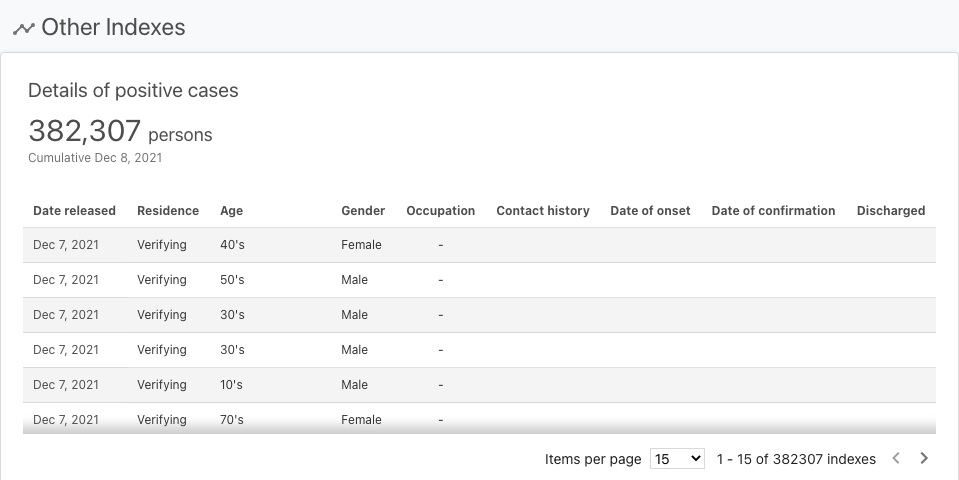 Other Indexes
Details of positive cases
382,307 persons
Cumulative Dec 8, 2021
Date released Residence Age Gender Occupation Contact history Date of onset Date of confirmation Discharged
Dec 7, 2021 Verifying 40's Female -
Dec 7, 2021 Verifying 50's Male -
Dec 7, 2021 Verifying 30's Male -
Dec 7, 2021 Verifying 30's Male -
Dec 7, 2021 Verifying 10's Male -
Dec 7, 2021 Verifying 70's Female -
Items per page 15 1 - 15 of 382307 indexes